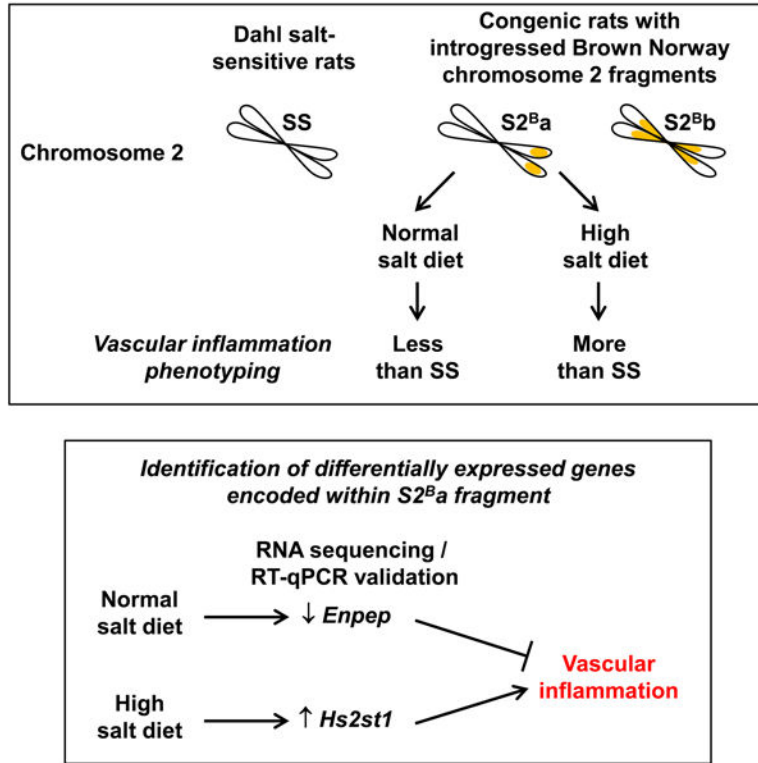 Dahl salt-
sensitive rats
Congenic rats with
introgressed Brown Norway
chromosome 2 fragments
Chromosome 2
SS
S2ᴮa
S2ᴮb
Normal
salt diet
High
salt diet
Vascular inflammation
phenotyping
Less
than SS
More
than SS
Identification of differentially expressed genes
encoded within S2ᴮa fragment
RNA sequencing /
RT-qPCR validation
Normal
salt diet
↓ Enpep
High
salt diet
↑ Hs2st1
Vascular
inflammation